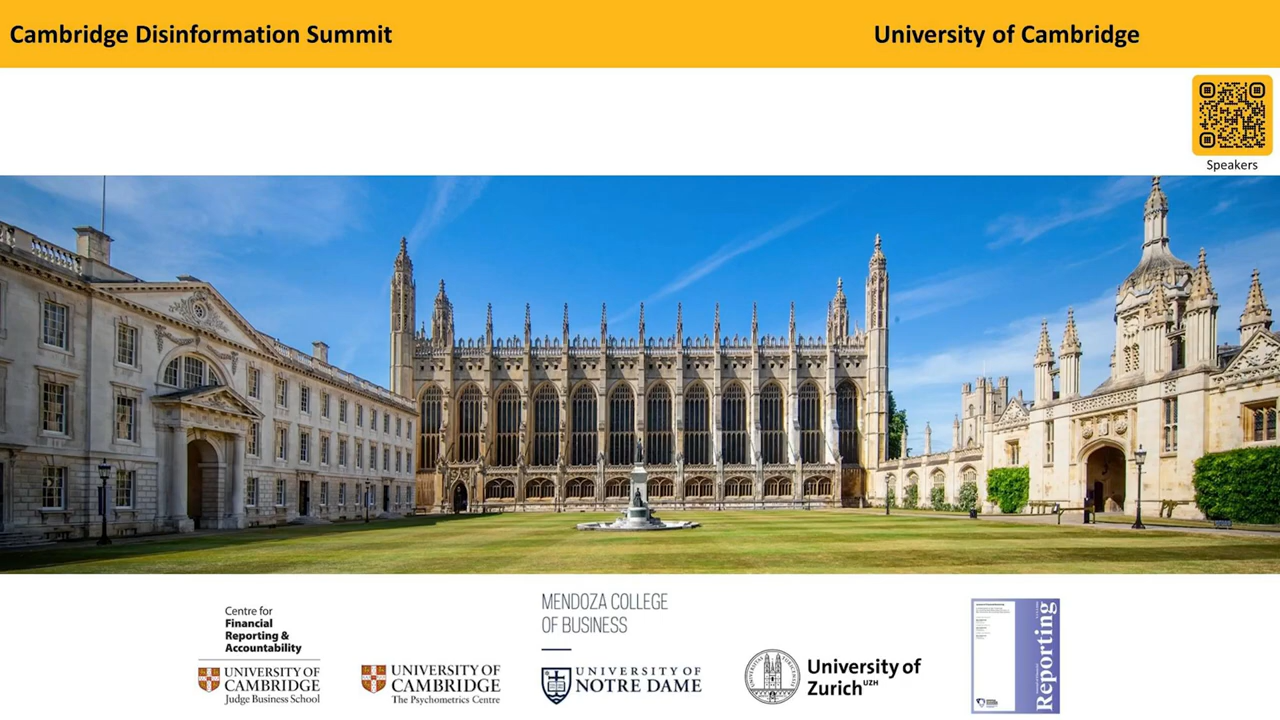 Cambridge Disinformation Summit
University of Cambridge
Speakers
Centre for
Financial
Reporting &
Accountability
UNIVERSITY OF
CAMBRIDGE
Judge Business School
UNIVERSITY OF
CAMBRIDGE
The Psychometrics Centre
MENDOZA COLLEGE
OF BUSINESS
UNIVERSITY OF
NOTRE DAME
University of
Zurich UZH
Reporting